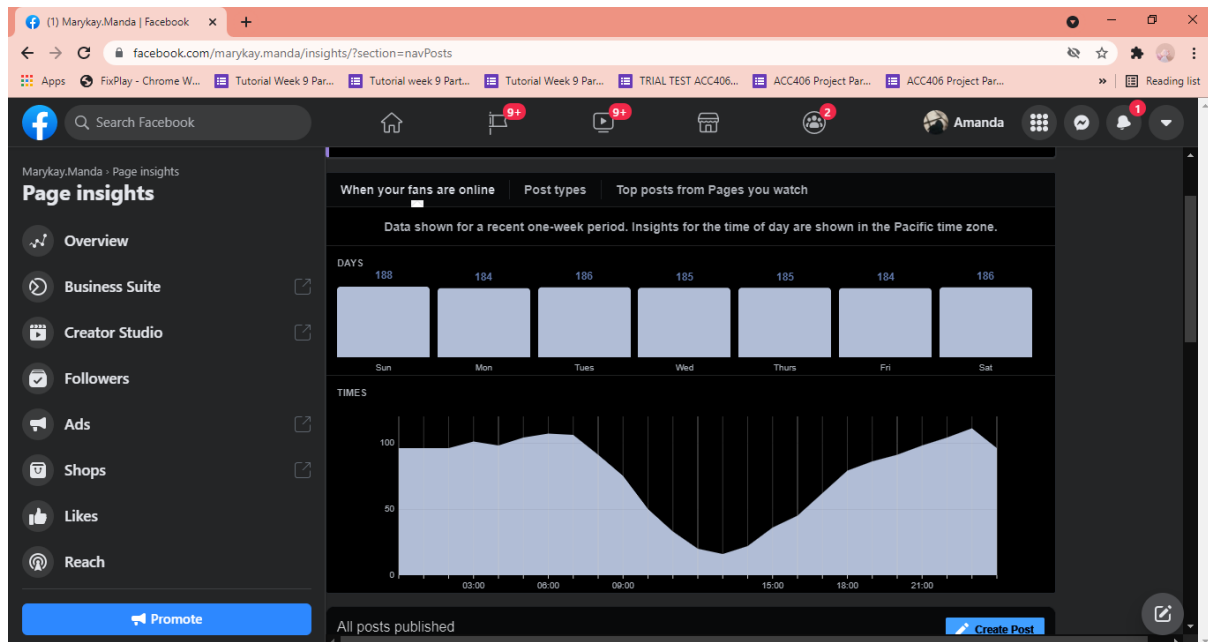 (1) Marykay.Manda | Facebook
facebook.com/marykay.manda/insights/?section=navPosts
Apps FixPlay - Chrome W... Tutorial Week 9 Par... Tutorial week 9 Part... Tutorial Week 9 Par... TRIAL TEST ACC406... ACC406 Project Par... ACC406 Project Par... » Reading list
Search Facebook 9+ 9+ 2 Amanda 1
Marykay.Manda › Page insights
Page insights
Overview
Business Suite
Creator Studio
Followers
Ads
Shops
Likes
Reach
Promote
When your fans are online Post types Top posts from Pages you watch
Data shown for a recent one-week period. Insights for the time of day are shown in the Pacific time zone.
DAYS
188 184 186 185 185 184 186
Sun Mon Tues Wed Thurs Fri Sat
TIMES
100
50
0
03:00 06:00 09:00 15:00 18:00 21:00
All posts published Create Post